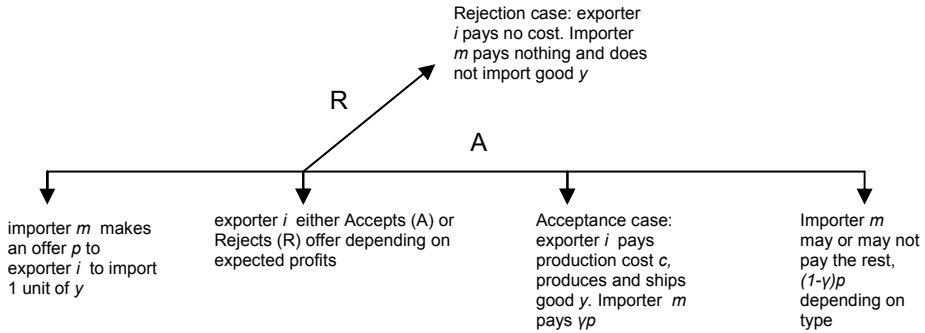 Rejection case: exporter
i pays no cost. Importer
m pays nothing and does
not import good y
R
A
importer m makes
an offer p to
exporter i to import
1 unit of y
exporter i either Accepts (A) or
Rejects (R) offer depending on
expected profits
Acceptance case:
exporter i pays
production cost c,
produces and ships
good y. Importer m
pays γp
Importer m
may or may not
pay the rest,
(1-γ)p
depending on
type